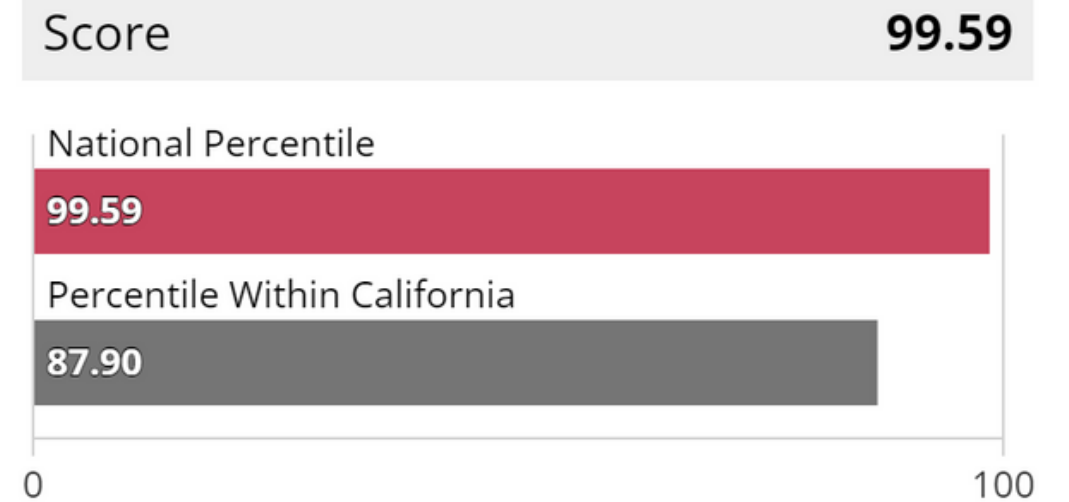 Score 99.59
National Percentile
99.59
Percentile Within California
87.90
0 100